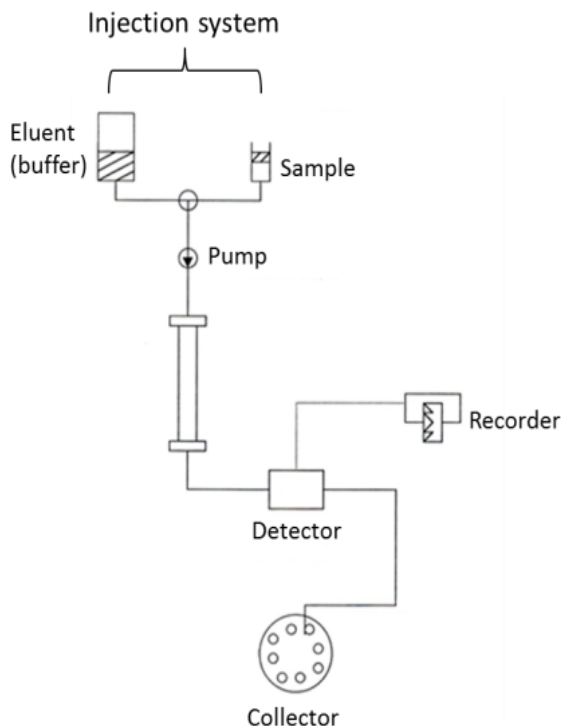 Injection system
Eluent
(buffer)
Sample
Pump
Recorder
Detector
Collector